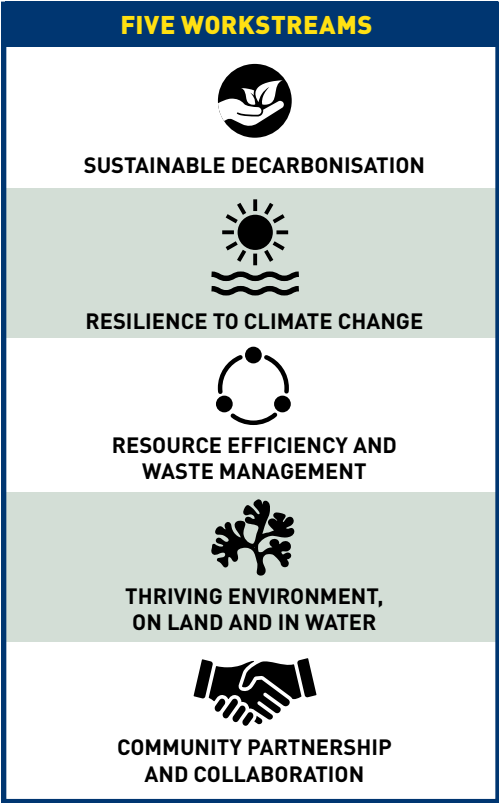 FIVE WORKSTREAMS
SUSTAINABLE DECARBONISATION
RESILIENCE TO CLIMATE CHANGE
RESOURCE EFFICIENCY AND
WASTE MANAGEMENT
THRIVING ENVIRONMENT,
ON LAND AND IN WATER
COMMUNITY PARTNERSHIP
AND COLLABORATION